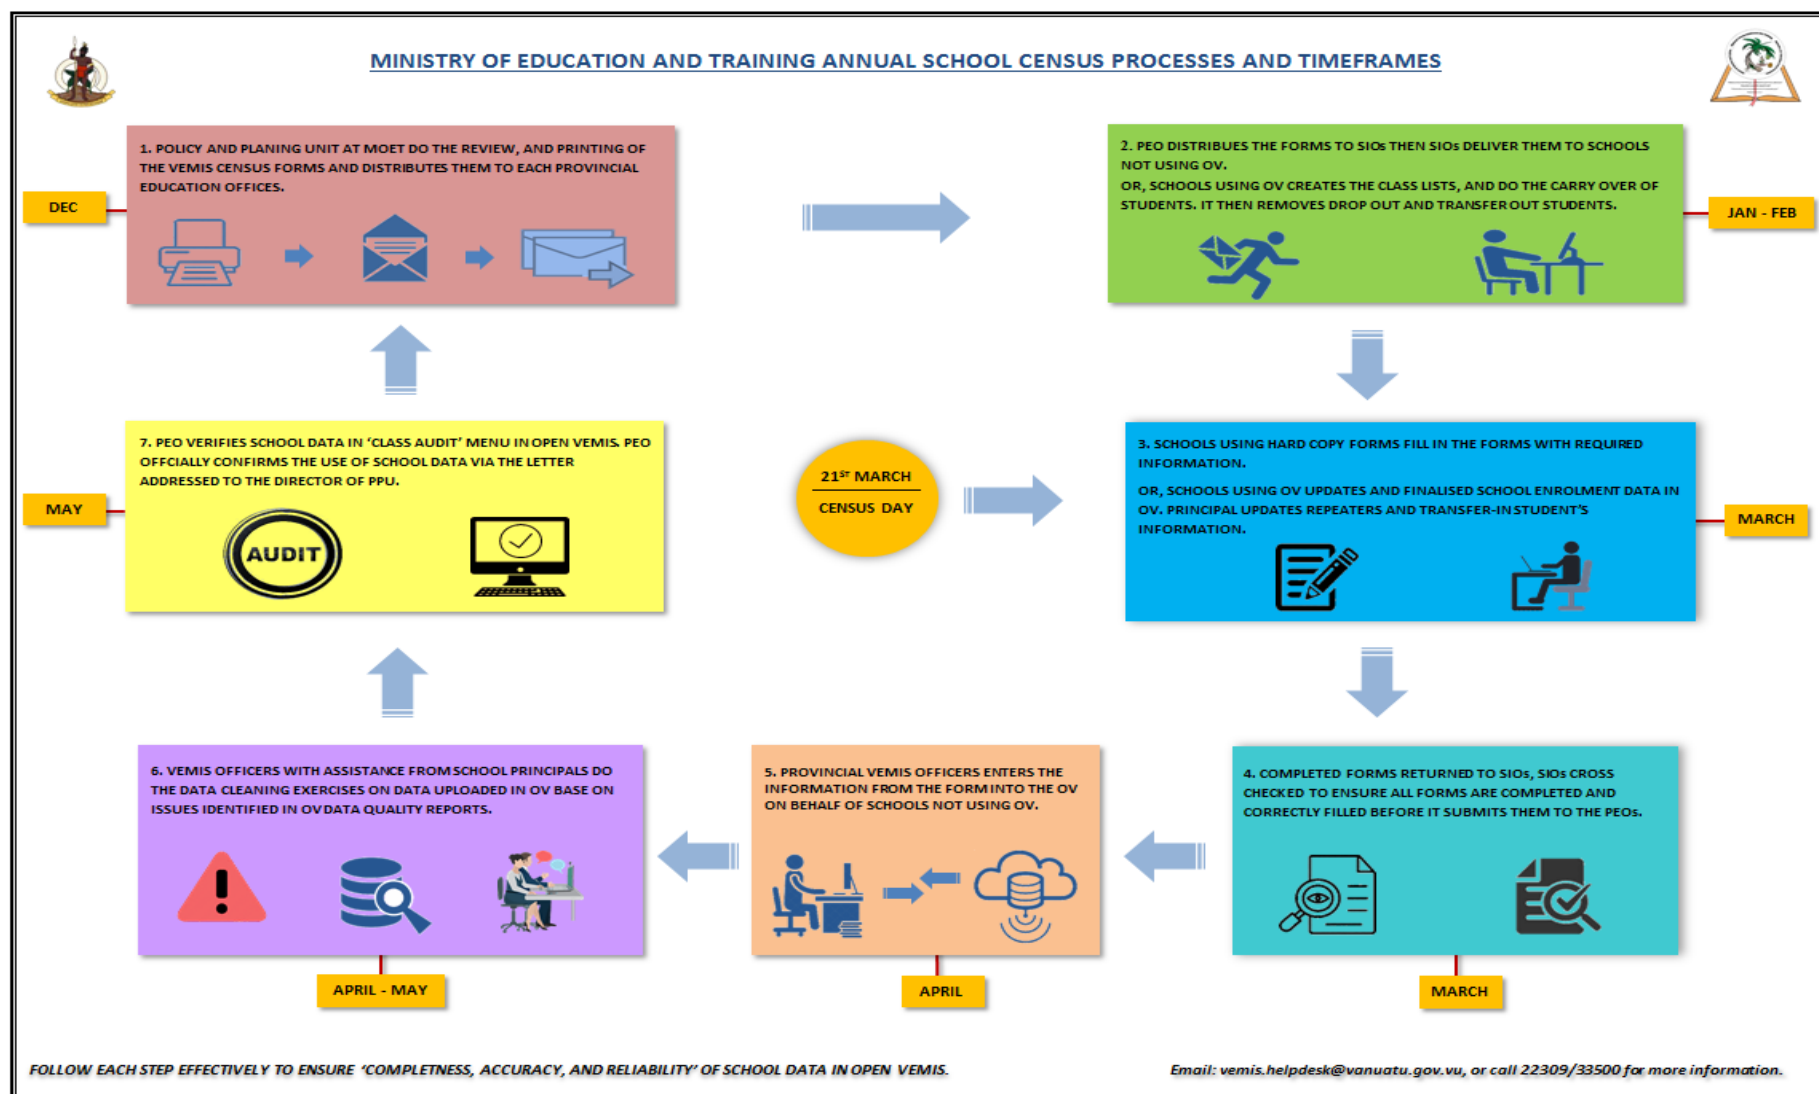 MINISTRY OF EDUCATION AND TRAINING ANNUAL SCHOOL CENSUS PROCESSES AND TIMEFRAMES
1. POLICY AND PLANING UNIT AT MOET DO THE REVIEW, AND PRINTING OF
THE VEMIS CENSUS FORMS AND DISTRIBUTES THEM TO EACH PROVINCIAL
EDUCATION OFFICES.
DEC
2. PEO DISTRIBUES THE FORMS TO SIOs THEN SIOs DELIVER THEM TO SCHOOLS
NOT USING OV.
OR, SCHOOLS USING OV CREATES THE CLASS LISTS, AND DO THE CARRY OVER OF
STUDENTS. IT THEN REMOVES DROP OUT AND TRANSFER OUT STUDENTS.
JAN - FEB
21ST MARCH
CENSUS DAY
3. SCHOOLS USING HARD COPY FORMS FILL IN THE FORMS WITH REQUIRED
INFORMATION.
OR, SCHOOLS USING OV UPDATES AND FINALISED SCHOOL ENROLMENT DATA IN
OV. PRINCIPAL UPDATES REPEATERS AND TRANSFER-IN STUDENT'S
INFORMATION.
MARCH
4. COMPLETED FORMS RETURNED TO SIOs, SIOs CROSS
CHECKED TO ENSURE ALL FORMS ARE COMPLETED AND
CORRECTLY FILLED BEFORE IT SUBMITS THEM TO THE PEOs.
MARCH
5. PROVINCIAL VEMIS OFFICERS ENTERS THE
INFORMATION FROM THE FORM INTO THE OV
ON BEHALF OF SCHOOLS NOT USING OV.
APRIL
6. VEMIS OFFICERS WITH ASSISTANCE FROM SCHOOL PRINCIPALS DO
THE DATA CLEANING EXERCISES ON DATA UPLOADED IN OV BASE ON
ISSUES IDENTIFIED IN OV DATA QUALITY REPORTS.
APRIL - MAY
7. PEO VERIFIES SCHOOL DATA IN 'CLASS AUDIT' MENU IN OPEN VEMIS. PEO
OFFCIALLY CONFIRMS THE USE OF SCHOOL DATA VIA THE LETTER
ADDRESSED TO THE DIRECTOR OF PPU.
AUDIT
MAY
FOLLOW EACH STEP EFFECTIVELY TO ENSURE 'COMPLETNESS, ACCURACY, AND RELIABILITY' OF SCHOOL DATA IN OPEN VEMIS.
Email: vemis.helpdesk@vanuatu.gov.vu, or call 22309/33500 for more information.